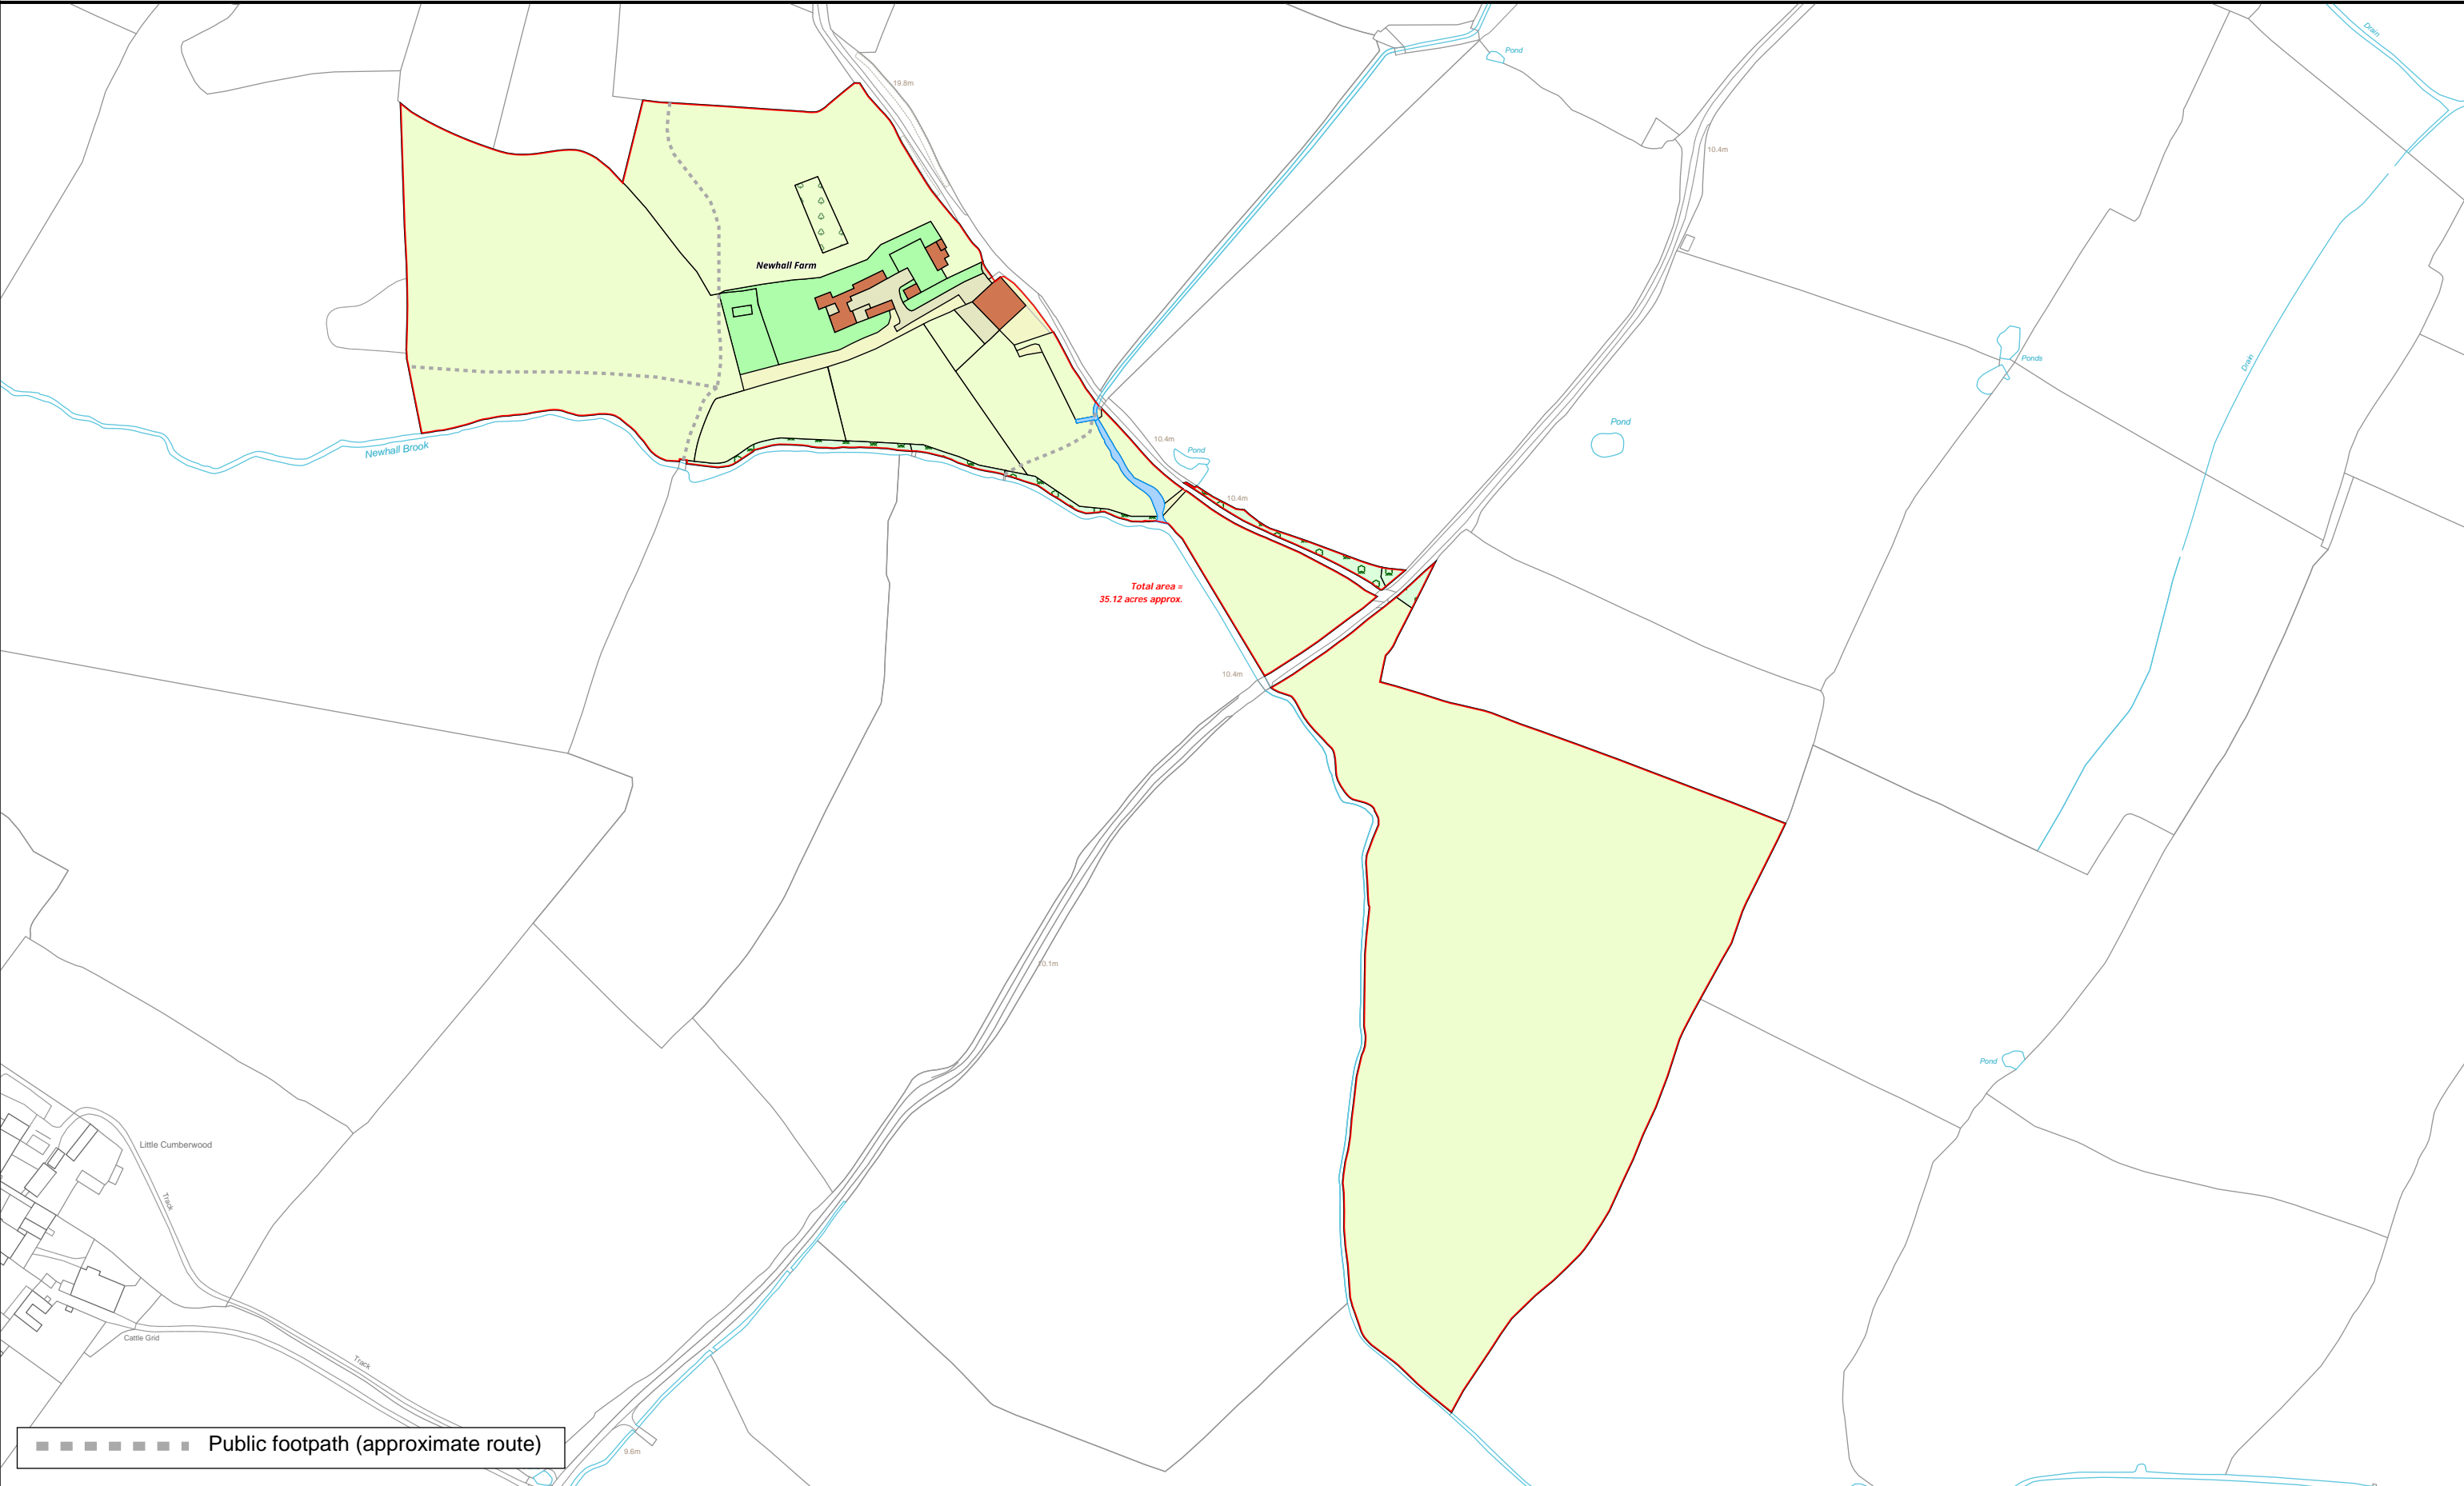 Drain
Pond
19.8m
10.4m
Newhall Farm
Ponds
Drain
Pond
10.4m
Newhall Brook
Pond
10.4m
Total area =
35.12 acres approx.
10.4m
10.1m
Pond
Little Cumberwood
Track
Cattle Grid
Track
Public footpath (approximate route)
9.6m